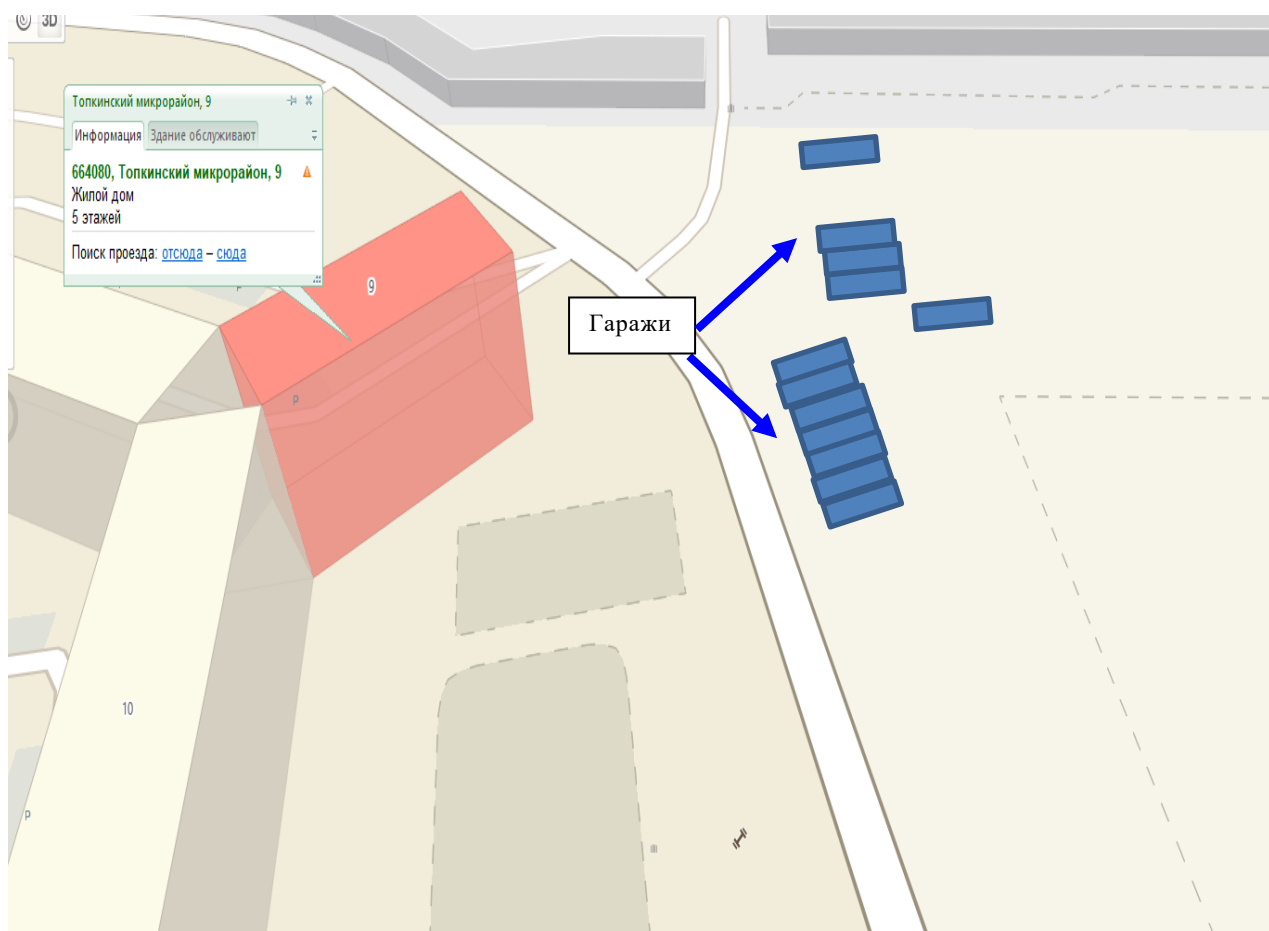 3D
Топкинский микрорайон, 9
Информация Здание обслуживают
664080, Топкинский микрорайон, 9
Жилой дом
5 этажей
Поиск проезда: отсюда – сюда
9
Гаражи
P
10
P